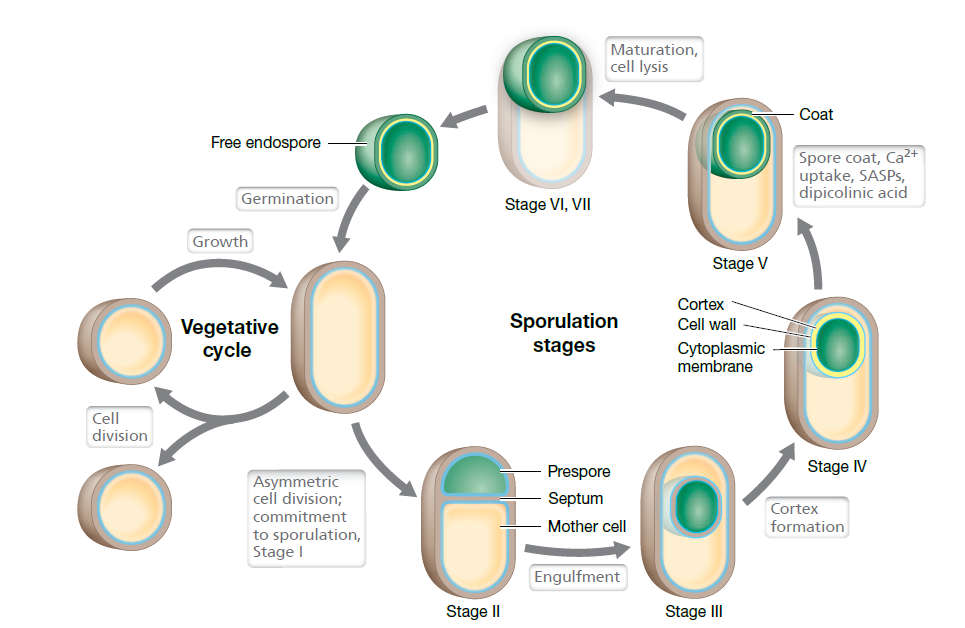 Maturation,
cell lysis
Coat
Free endospore
Spore coat, Ca2+
uptake, SASPs,
dipicolinic acid
Germination
Stage VI, VII
Growth
Stage V
Cortex
Vegetative
cycle
Sporulation
stages
Cell wall
Cytoplasmic
membrane
Cell
division
Stage IV
Asymmetric
cell division;
commitment
to sporulation,
Stage I
Prespore
Septum
Mother cell
Cortex
formation
Engulfment
Stage II
Stage III